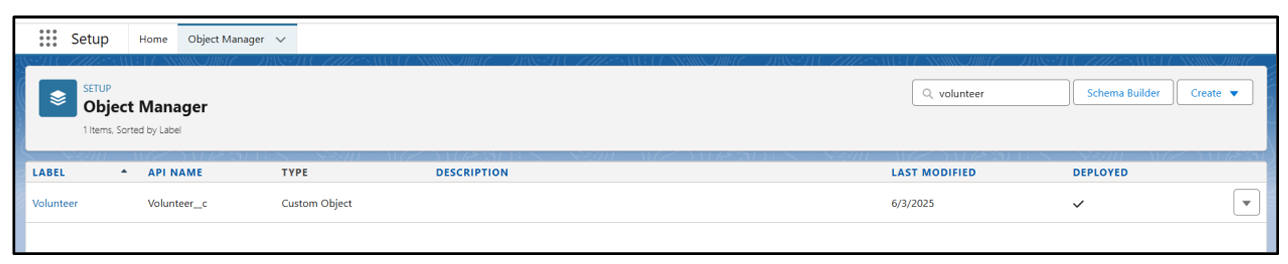 Setup Home Object Manager
SETUP
Object Manager
1 Items, Sorted by Label
volunteer Schema Builder Create
LABEL API NAME TYPE DESCRIPTION LAST MODIFIED DEPLOYED
Volunteer Volunteer__c Custom Object 6/3/2025